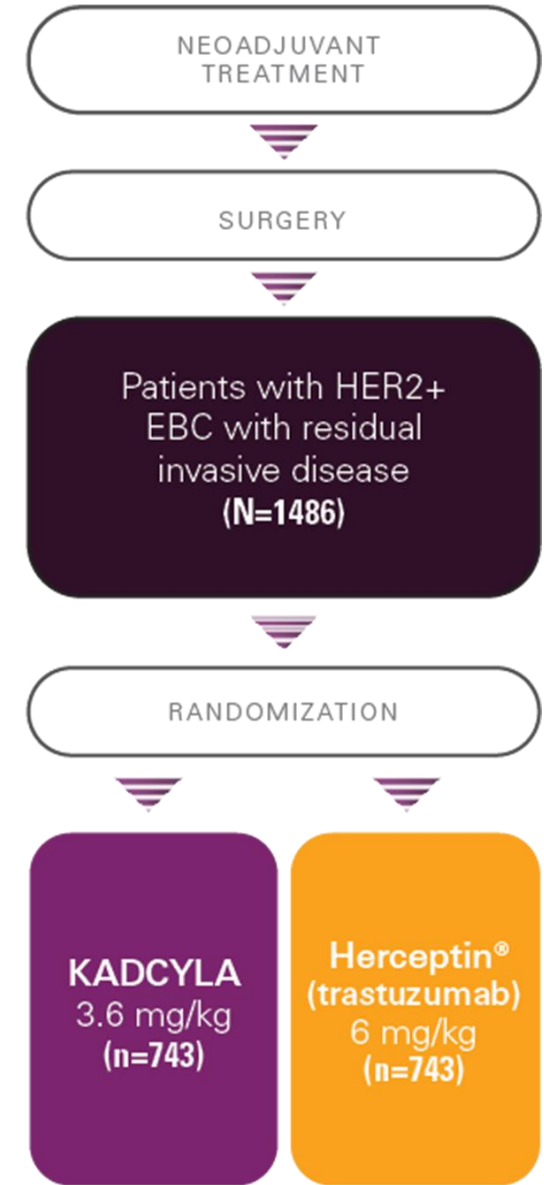 NEOADJUVANT
TREATMENT
SURGERY
Patients with HER2+
EBC with residual
invasive disease
(N=1486)
RANDOMIZATION
KADCYLA
3.6 mg/kg
(n=743)
Herceptin®
(trastuzumab)
6 mg/kg
(n=743)